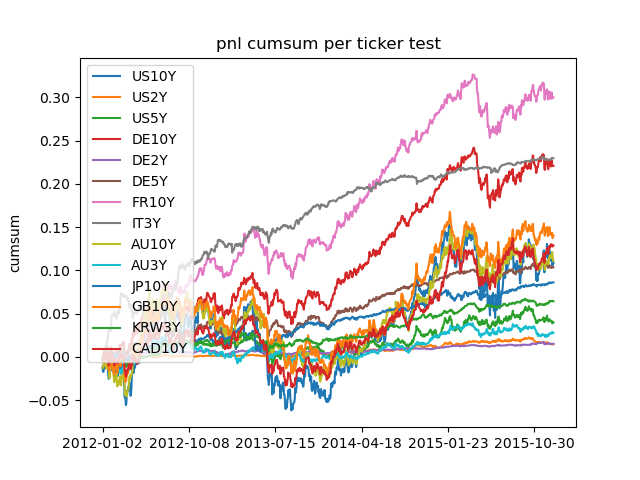 pnl cumsum per ticker test
cumsum
0.30
0.25
0.20
0.15
0.10
0.05
0.00
−0.05
US10Y
US2Y
US5Y
DE10Y
DE2Y
DE5Y
FR10Y
IT3Y
AU10Y
AU3Y
JP10Y
GB10Y
KRW3Y
CAD10Y
2012-01-02 2012-10-08 2013-07-15 2014-04-18 2015-01-23 2015-10-30